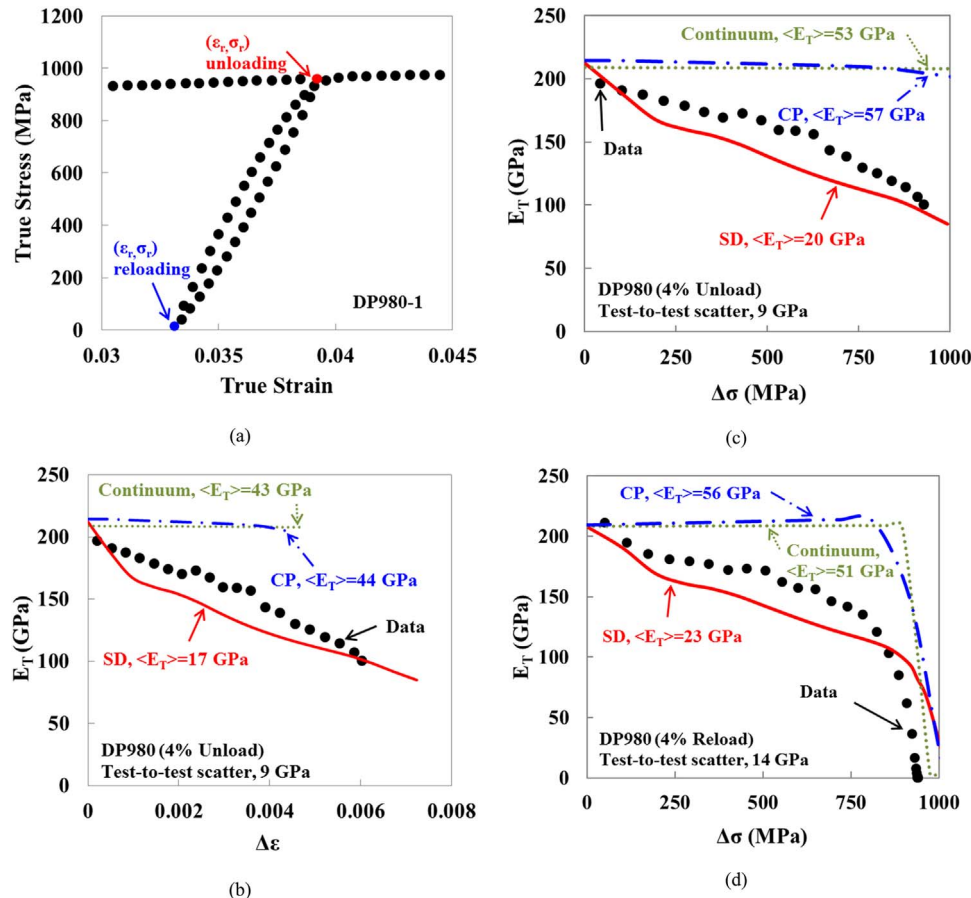 1200
1000
800
600
400
200
0
True Stress (MPa)
(εr,σr)
unloading
(εr,σr)
reloading
DP980-1
0.03
0.035
0.04
0.045
True Strain
(a)
250
200
150
100
50
0
E_T (GPa)
Continuum, <E_T>=53 GPa
CP, <E_T>=57 GPa
Data
SD, <E_T>=20 GPa
DP980 (4% Unload)
Test-to-test scatter, 9 GPa
0
250
500
750
1000
Δσ (MPa)
(c)
250
200
150
100
50
0
E_T (GPa)
Continuum, <E_T>=43 GPa
CP, <E_T>=44 GPa
Data
SD, <E_T>=17 GPa
DP980 (4% Unload)
Test-to-test scatter, 9 GPa
0
0.002
0.004
0.006
0.008
Δε
(b)
250
200
150
100
50
0
E_T (GPa)
CP, <E_T>=56 GPa
Continuum,
<E_T>=51 GPa
SD, <E_T>=23 GPa
Data
DP980 (4% Reload)
Test-to-test scatter, 14 GPa
0
250
500
750
1000
Δσ (MPa)
(d)